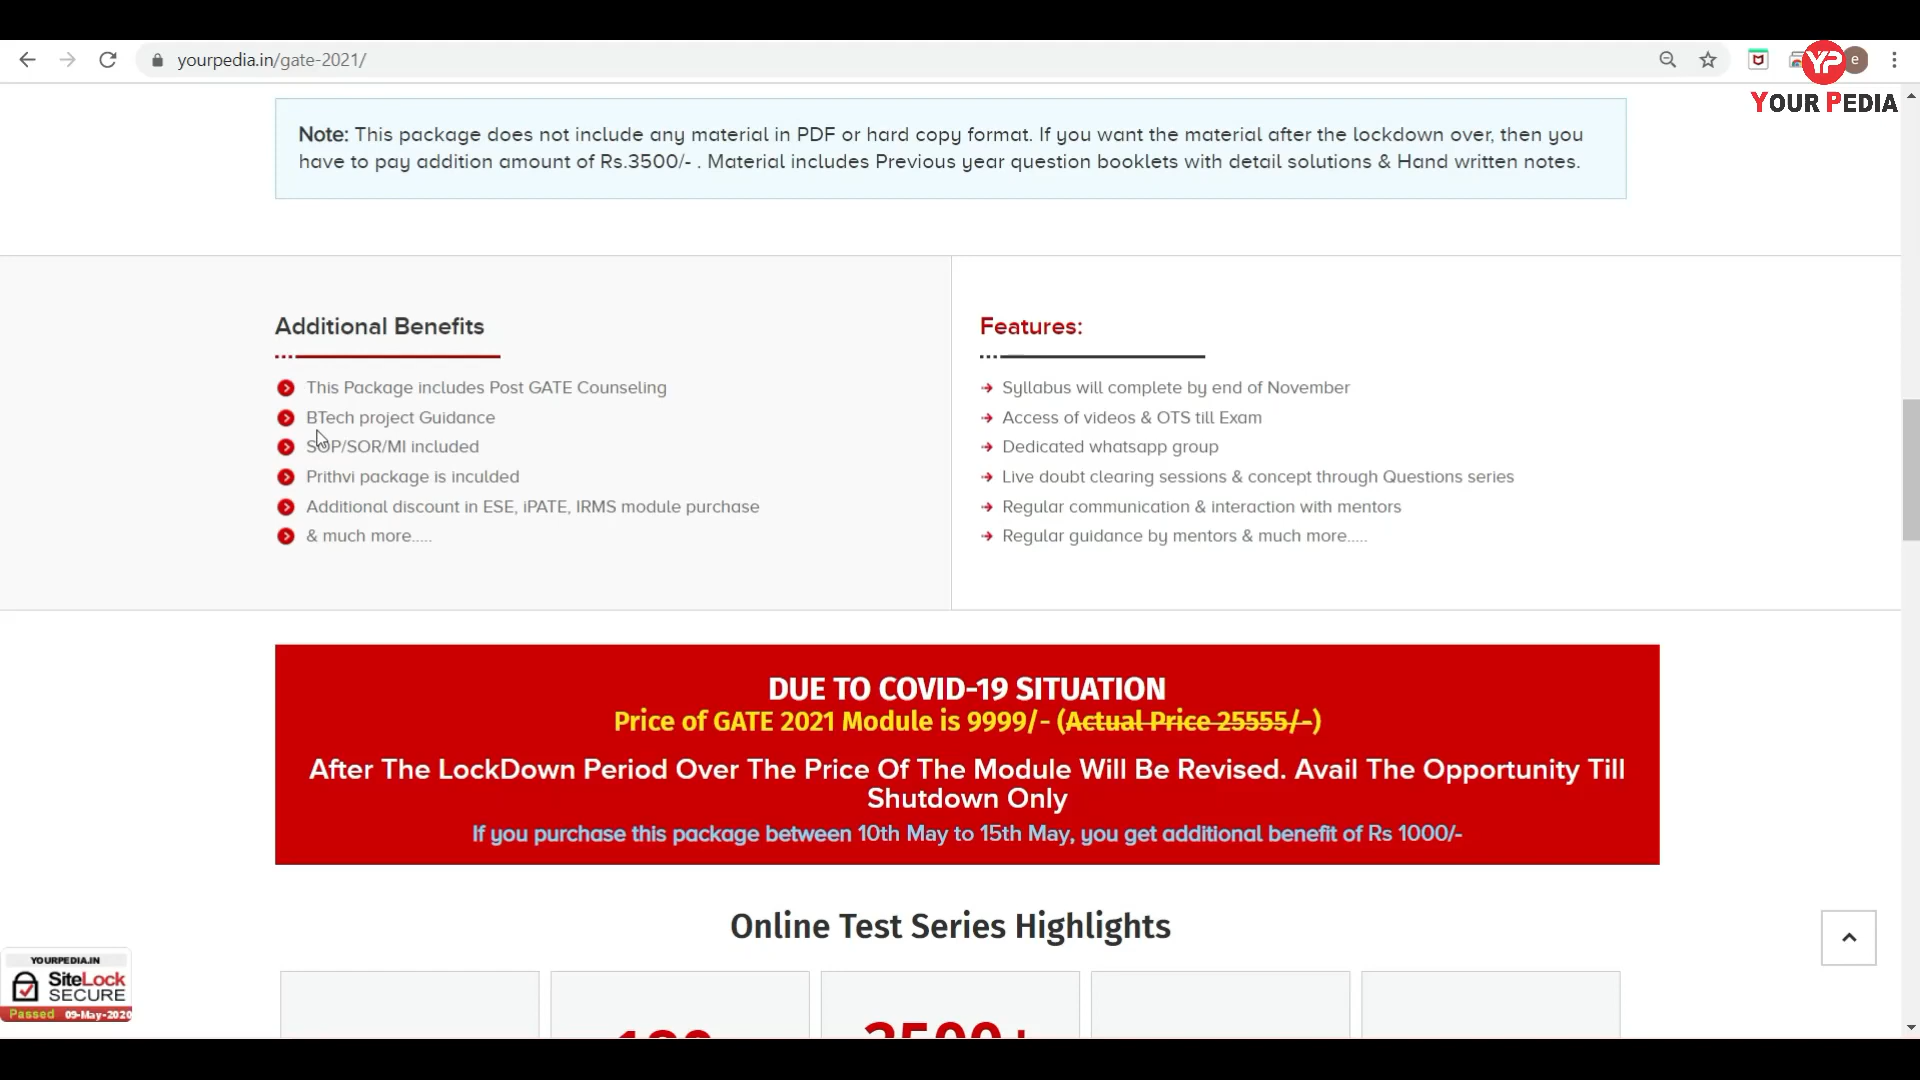 yourpedia.in/gate-2021/
YP
e
YOUR PEDIA
Note: This package does not include any material in PDF or hard copy format. If you want the material after the lockdown over, then you
have to pay addition amount of Rs.3500/- . Material includes Previous year question booklets with detail solutions & Hand written notes.
Additional Benefits
This Package includes Post GATE Counseling
BTech project Guidance
SOP/SOR/MI included
Prithvi package is inculded
Additional discount in ESE, iPATE, IRMS module purchase
& much more.....
Features:
Syllabus will complete by end of November
Access of videos & OTS till Exam
Dedicated whatsapp group
Live doubt clearing sessions & concept through Questions series
Regular communication & interaction with mentors
Regular guidance by mentors & much more.....
DUE TO COVID-19 SITUATION
Price of GATE 2021 Module is 9999/- (Actual Price 25555/-)
After The LockDown Period Over The Price Of The Module Will Be Revised. Avail The Opportunity Till
Shutdown Only
If you purchase this package between 10th May to 15th May, you get additional benefit of Rs 1000/-
Online Test Series Highlights
YOURPEDIA.IN
SiteLock
SECURE
Passed 09-May-2020